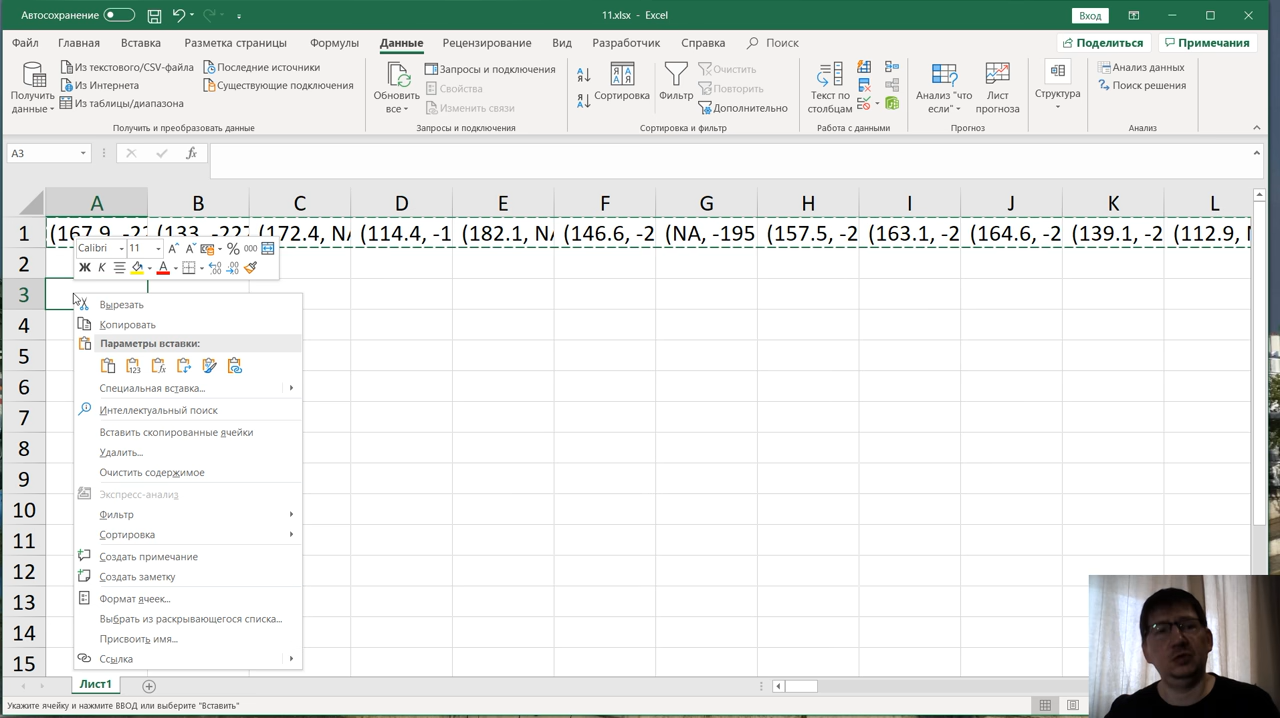 Автосохранение
11.xlsx - Excel
Вход
Файл Главная Вставка Разметка страницы Формулы Данные Рецензирование Вид Разработчик Справка Поиск Поделиться Примечания
Получить данные
Из текстового/CSV-файла
Из Интернета
Из таблицы/диапазона
Последние источники
Существующие подключения
Получить и преобразовать данные
Обновить все
Запросы и подключения
Свойства
Изменить связи
Запросы и подключения
Сортировка
Фильтр
Очистить
Повторить
Дополнительно
Сортировка и фильтр
Текст по столбцам
Работа с данными
Анализ "что если"
Лист прогноза
Прогноз
Структура
Анализ данных
Поиск решения
Анализ
A3
fx
A B C D E F G H I J K L
1 (167.9, -2 (133, -227 (172.4, NA (114.4, -1 (182.1, NA (146.6, -2 (NA, -195 (157.5, -2 (163.1, -2 (164.6, -2 (139.1, -2 (112.9, N
Calibri 11 % 000
Ж К А
2
3
4
5
6
7
8
9
10
11
12
13
14
15
Вырезать
Копировать
Параметры вставки:
Специальная вставка...
Интеллектуальный поиск
Вставить скопированные ячейки
Удалить...
Очистить содержимое
Экспресс-анализ
Фильтр
Сортировка
Создать примечание
Создать заметку
Формат ячеек...
Выбрать из раскрывающегося списка...
Присвоить имя...
Ссылка
Лист1
Укажите ячейку и нажмите ВВОД или выберите "Вставить"